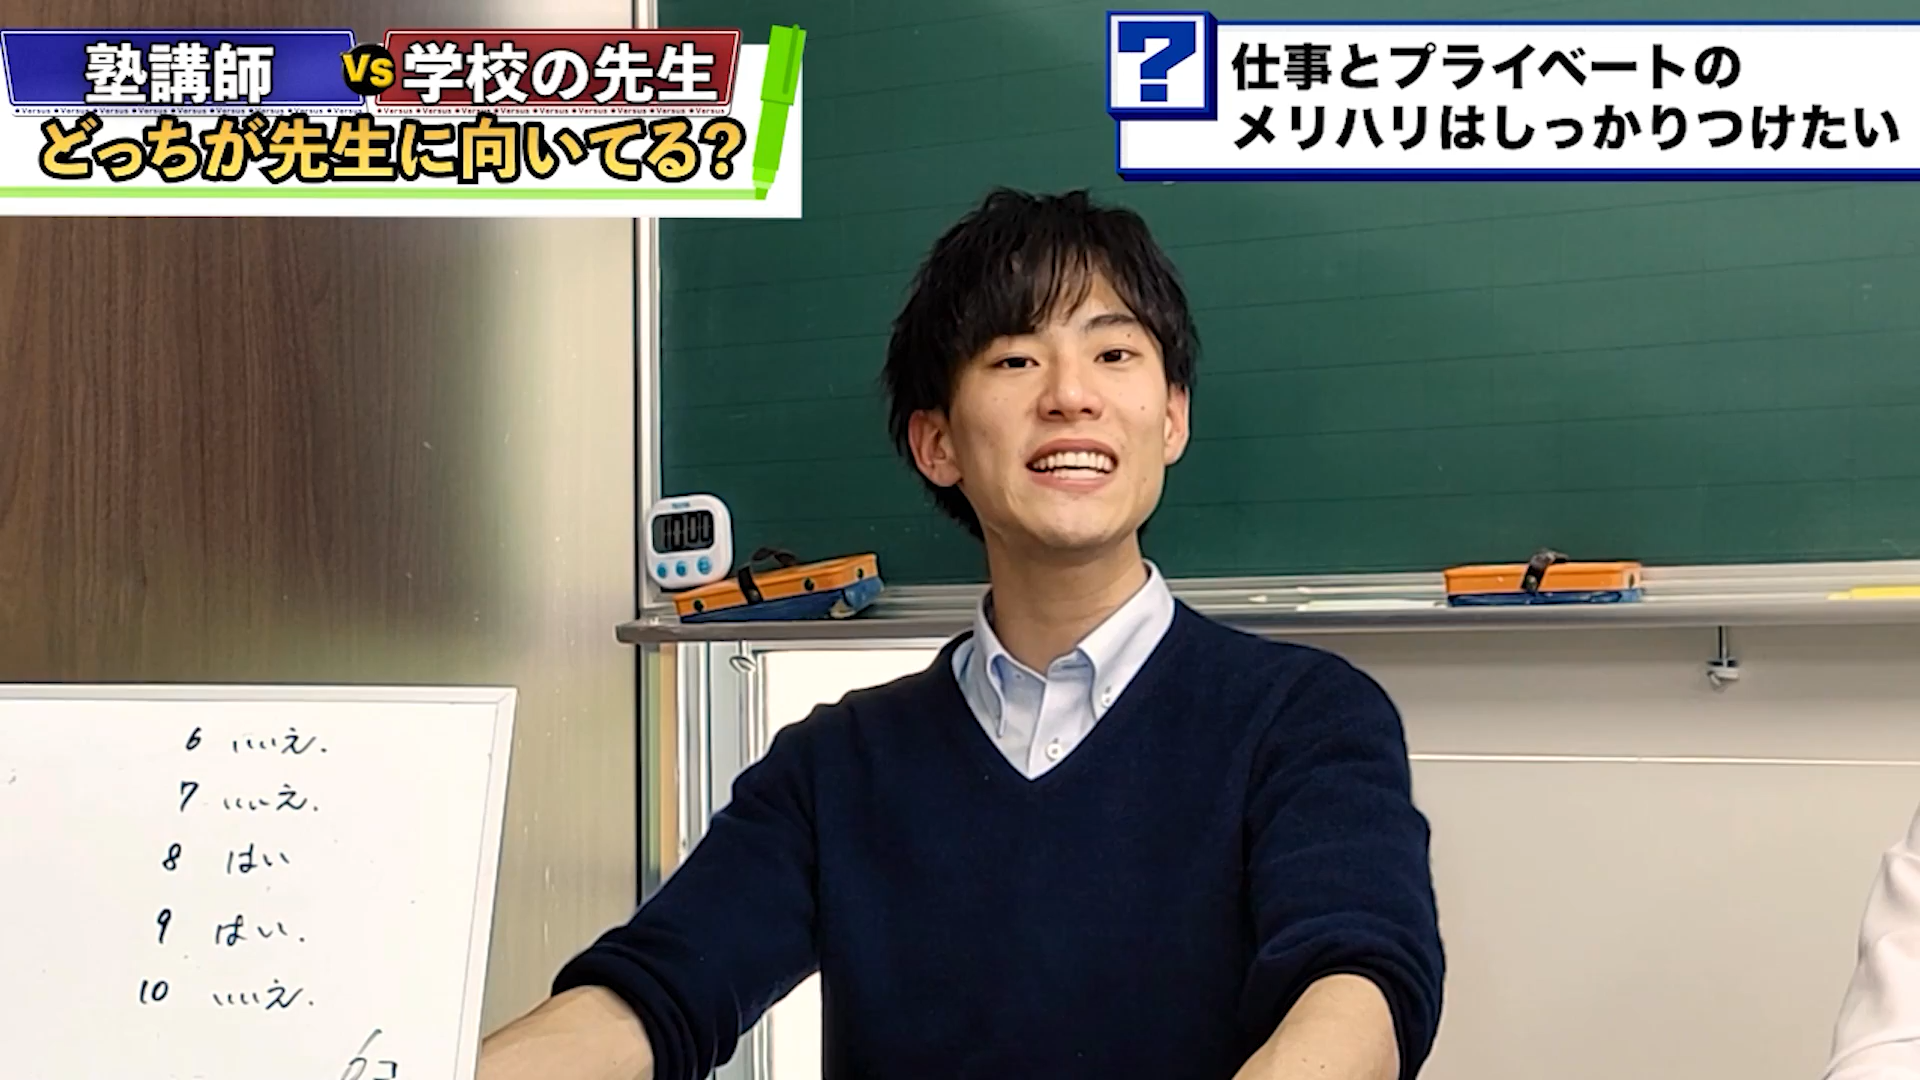 塾講師 VS 学校の先生
どっちが先生に向いてる?
?
仕事とプライベートの
メリハリはしっかりつけたい
6 いいえ.
7 いいえ.
8 はい
9 はい.
10 いいえ.